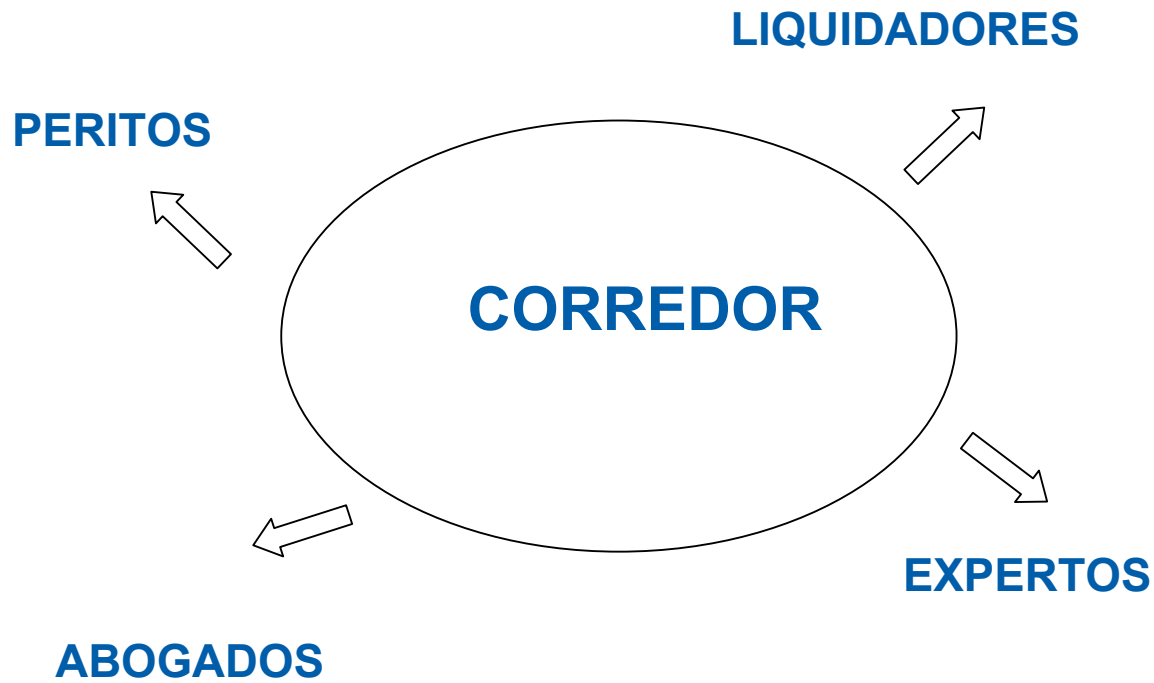 LIQUIDADORES
PERITOS
CORREDOR
EXPERTOS
ABOGADOS